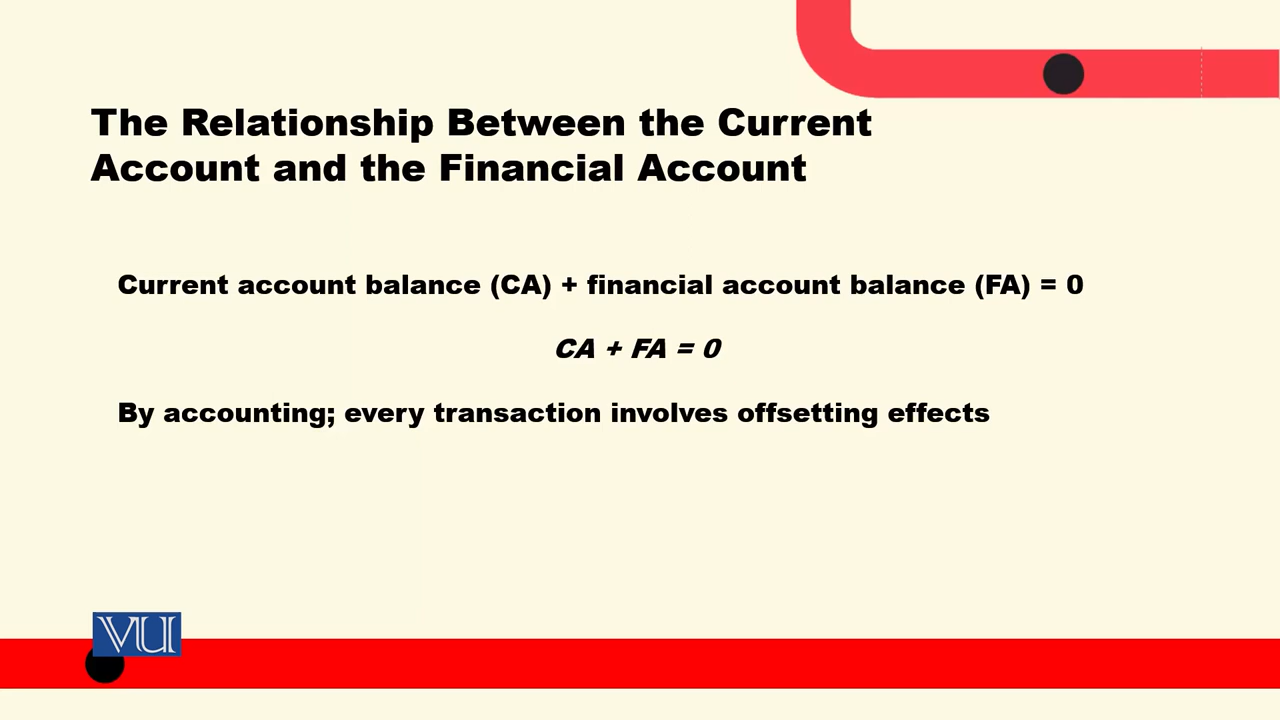 The Relationship Between the Current
Account and the Financial Account
Current account balance (CA) + financial account balance (FA) = 0
CA + FA = 0
By accounting; every transaction involves offsetting effects
VU